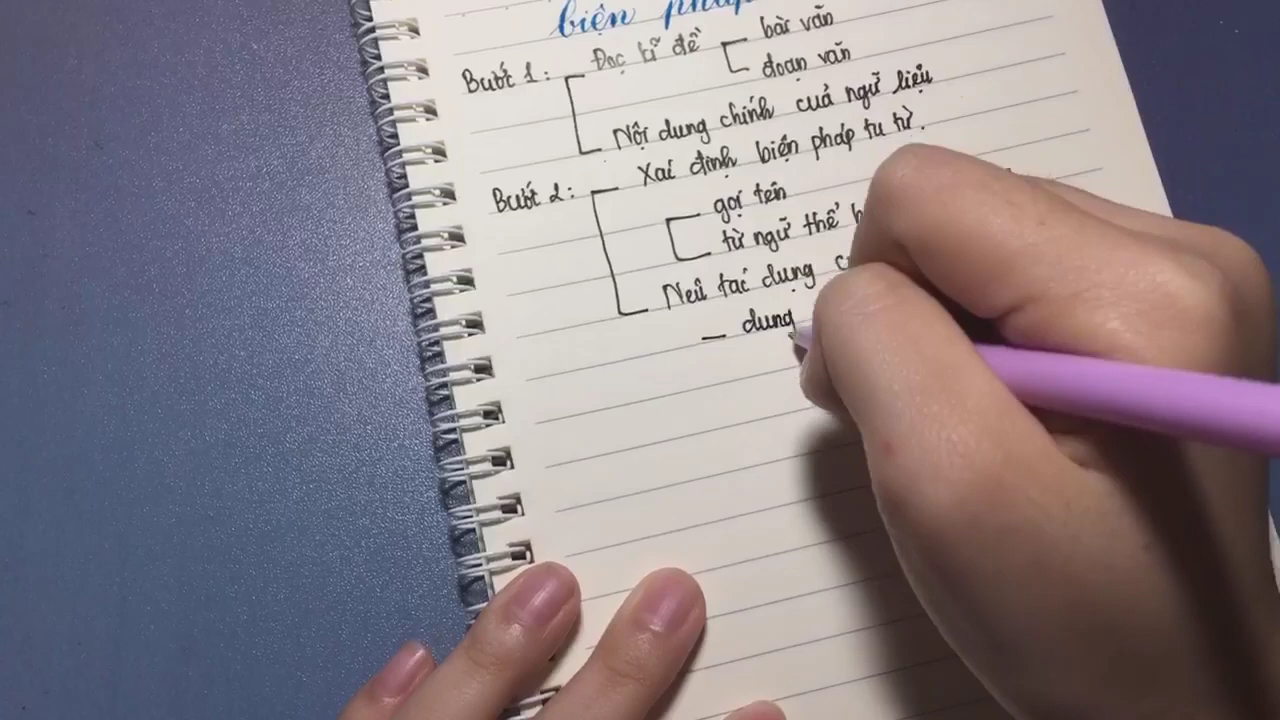 biện pháp
bài văn
Bước 1: Đọc kĩ đề
đoạn văn
Nội dung chính của ngữ liệu
Xác định biện pháp tu từ.
Bước 2:
gọi tên
từ ngữ thể
Nêu tác dụng
– dung